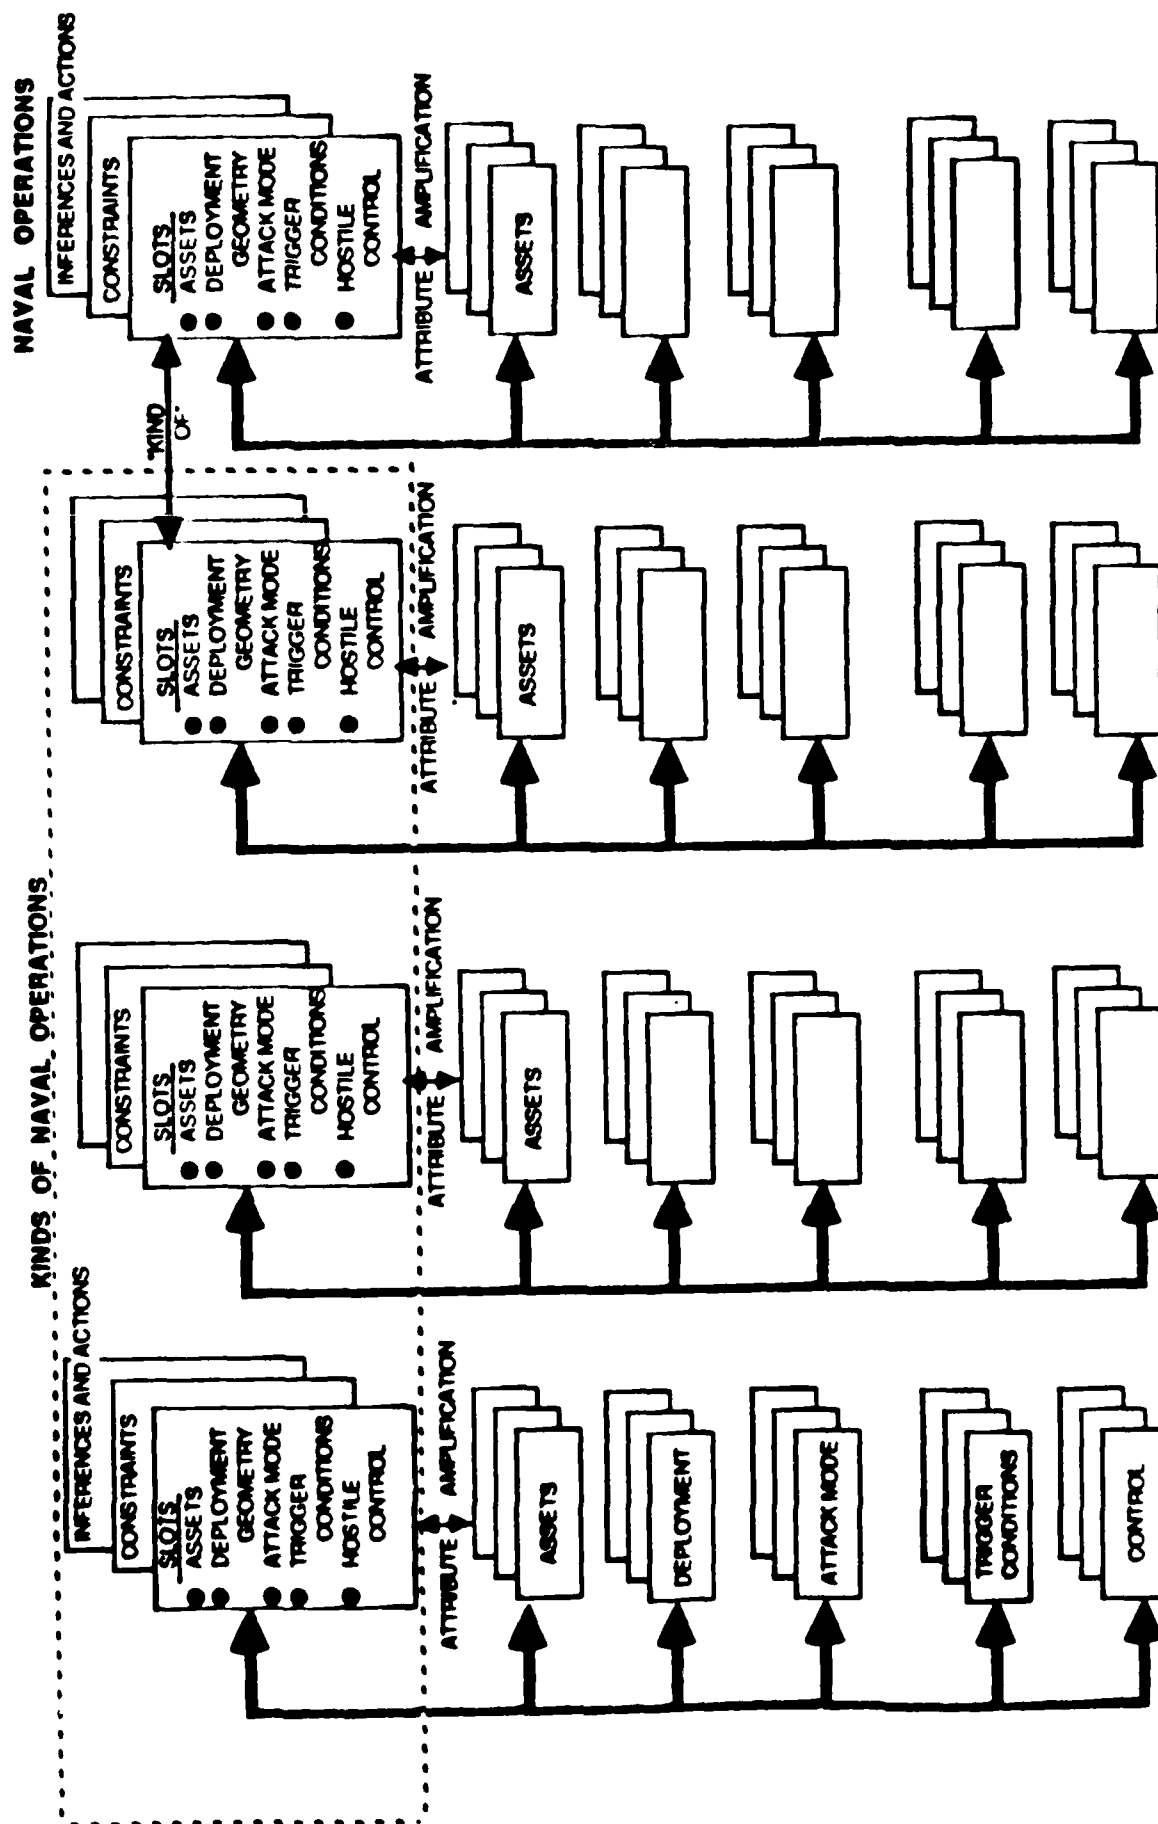 KINDS OF NAVAL OPERATIONS
INFERENCES AND ACTIONS
CONSTRAINTS
SLOTS
● ASSETS
● DEPLOYMENT
GEOMETRY
● ATTACK MODE
● TRIGGER
CONDITIONS
● HOSTILE
CONTROL
ATTRIBUTE AMPLIFICATION
ASSETS
DEPLOYMENT
ATTACK MODE
TRIGGER
CONDITIONS
CONTROL
CONSTRAINTS
SLOTS
● ASSETS
● DEPLOYMENT
GEOMETRY
● ATTACK MODE
● TRIGGER
CONDITIONS
● HOSTILE
CONTROL
ATTRIBUTE AMPLIFICATION
ASSETS
CONSTRAINTS
SLOTS
● ASSETS
● DEPLOYMENT
GEOMETRY
● ATTACK MODE
● TRIGGER
CONDITIONS
● HOSTILE
CONTROL
ATTRIBUTE AMPLIFICATION
ASSETS
"KIND
OF"
NAVAL OPERATIONS
INFERENCES AND ACTIONS
CONSTRAINTS
SLOTS
● ASSETS
● DEPLOYMENT
GEOMETRY
● ATTACK MODE
● TRIGGER
CONDITIONS
● HOSTILE
CONTROL
ATTRIBUTE AMPLIFICATION
ASSETS